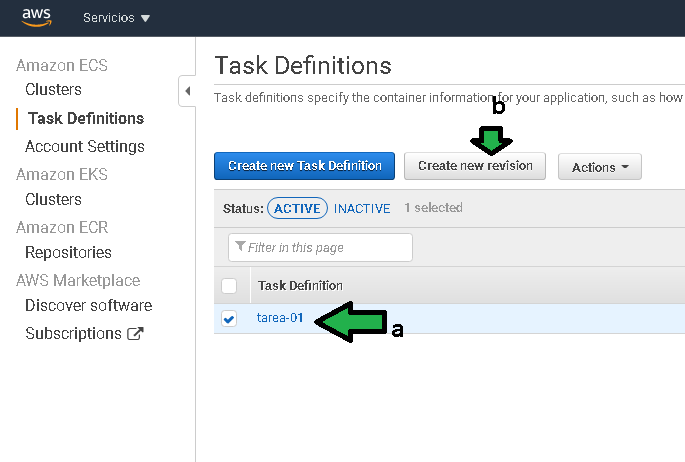 aws Servicios
Amazon ECS
Clusters
Task Definitions
Account Settings
Amazon EKS
Clusters
Amazon ECR
Repositories
AWS Marketplace
Discover software
Subscriptions
Task Definitions
Task definitions specify the container information for your application, such as how
b
Create new Task Definition Create new revision Actions
Status: ACTIVE INACTIVE 1 selected
Filter in this page
Task Definition
tarea-01 a